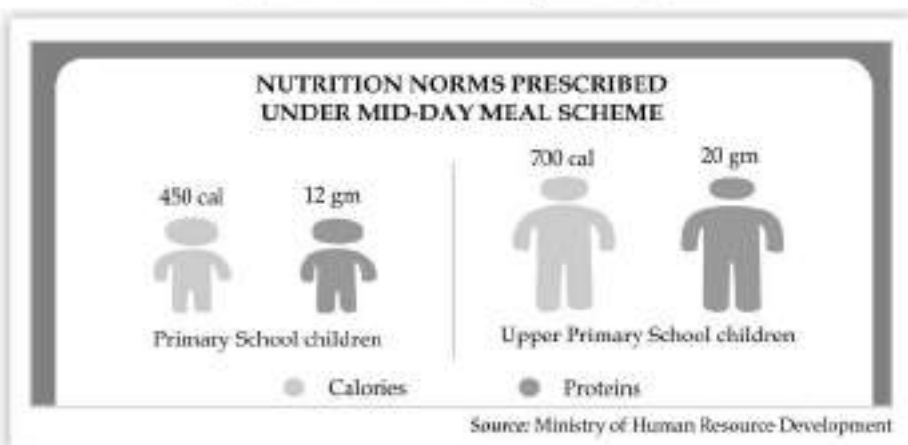 NUTRITION NORMS PRESCRIBED
UNDER MID-DAY MEAL SCHEME
450 cal
12 gm
Primary School children
700 cal
20 gm
Upper Primary School children
Calories
Proteins
Source: Ministry of Human Resource Development